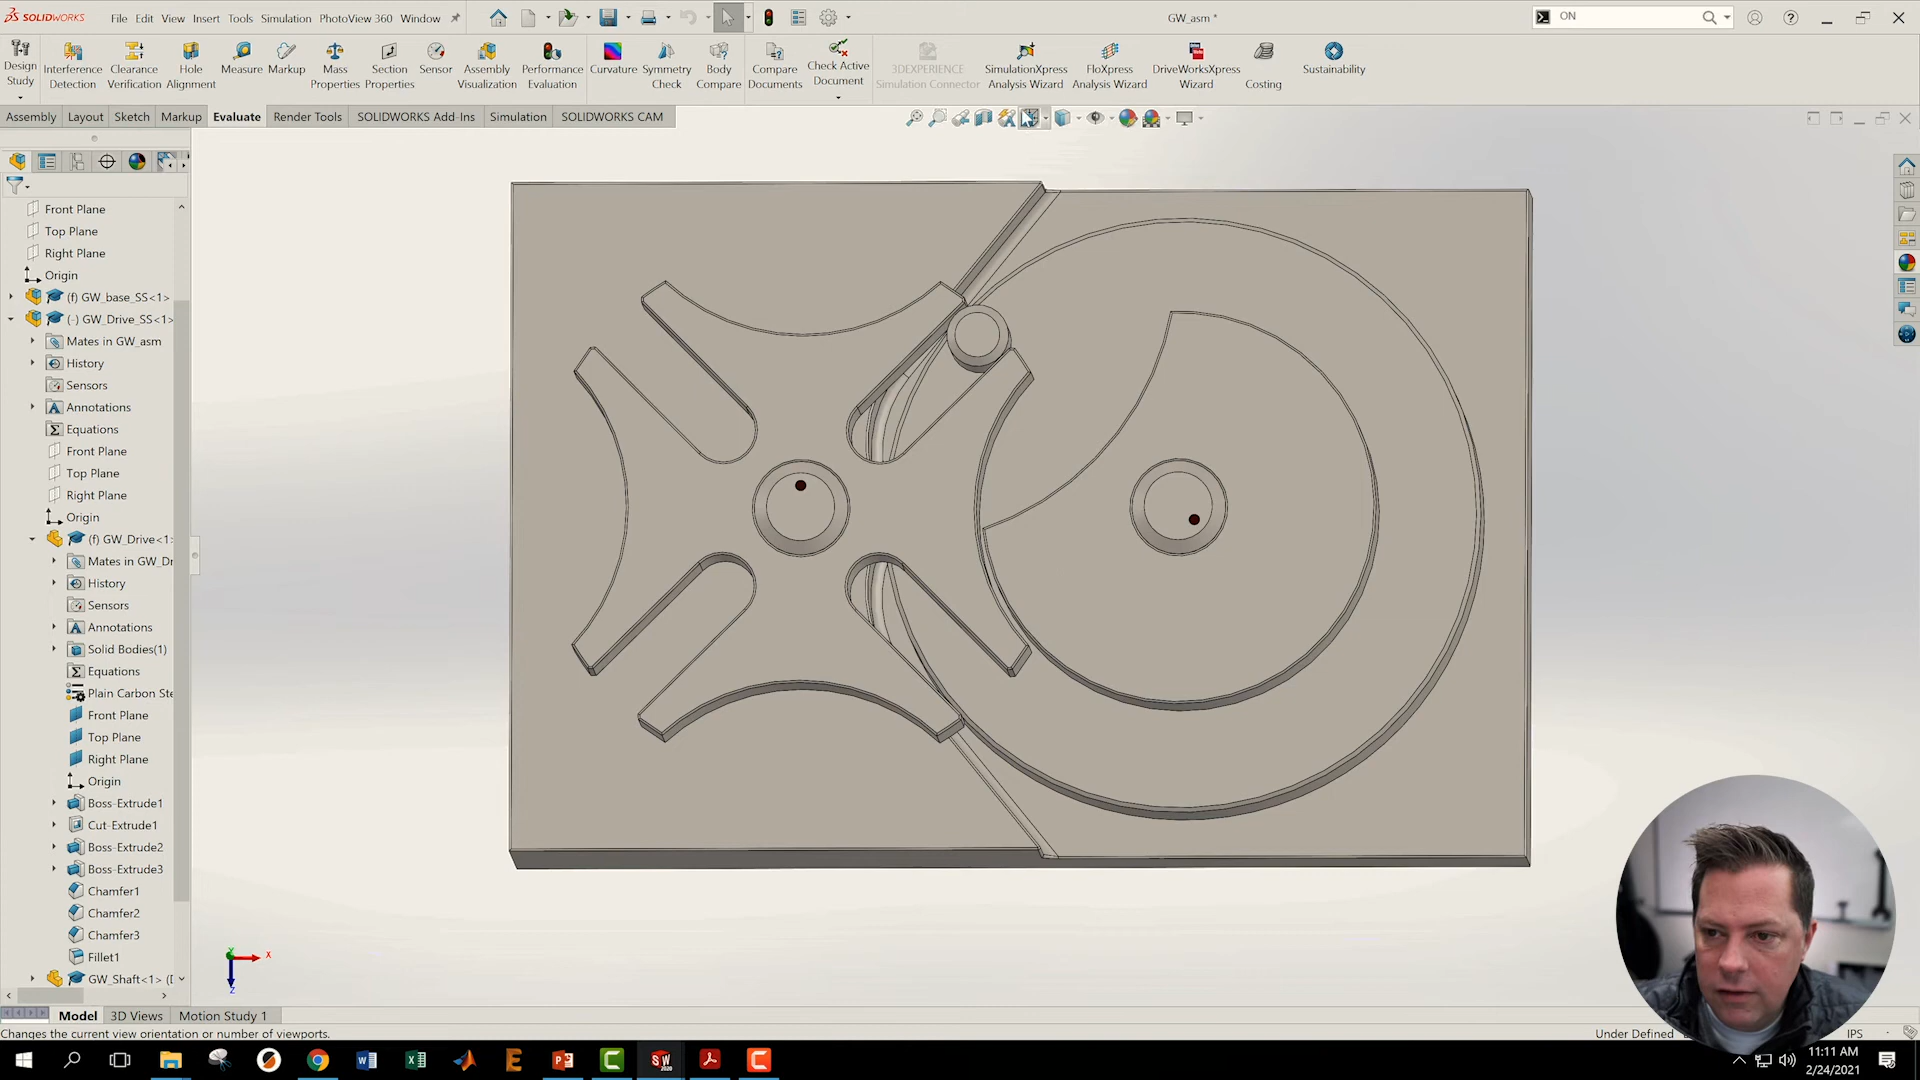 SOLIDWORKS
File Edit View Insert Tools Simulation PhotoView 360 Window
GW_asm *
ON
Design Study
Interference Detection
Clearance Verification
Hole Alignment
Measure
Markup
Mass Properties
Section Properties
Sensor
Assembly Visualization
Performance Evaluation
Curvature
Symmetry Check
Body Compare
Compare Documents
Check Active Document
3DEXPERIENCE Simulation Connector
SimulationXpress Analysis Wizard
FloXpress Analysis Wizard
DriveWorksXpress Wizard
Costing
Sustainability
Assembly Layout Sketch Markup Evaluate Render Tools SOLIDWORKS Add-Ins Simulation SOLIDWORKS CAM
Front Plane
Top Plane
Right Plane
Origin
(f) GW_base_SS<1>
(-) GW_Drive_SS<1>
Mates in GW_asm
History
Sensors
Annotations
Equations
Front Plane
Top Plane
Right Plane
Origin
(f) GW_Drive<1>
Mates in GW_Dr
History
Sensors
Annotations
Solid Bodies(1)
Equations
Plain Carbon Ste
Front Plane
Top Plane
Right Plane
Origin
Boss-Extrude1
Cut-Extrude1
Boss-Extrude2
Boss-Extrude3
Chamfer1
Chamfer2
Chamfer3
Fillet1
GW_Shaft<1> (
Y
X
Z
Model 3D Views Motion Study 1
Changes the current view orientation or number of viewports.
Under Defined
IPS
11:11 AM
2/24/2021